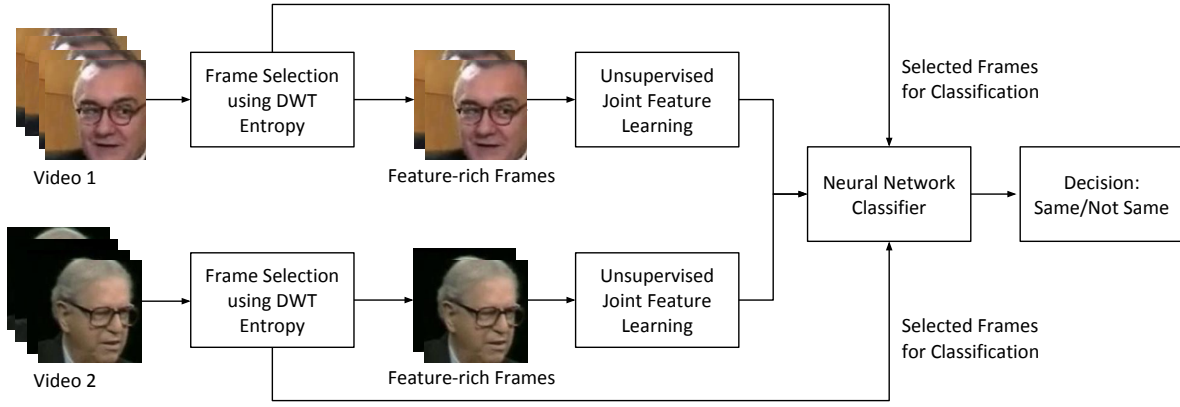 Frame Selection
using DWT
Entropy
Unsupervised
Joint Feature
Learning
Selected Frames
for Classification
Video 1
Feature-rich Frames
Neural Network
Classifier
Decision:
Same/Not Same
Frame Selection
using DWT
Entropy
Unsupervised
Joint Feature
Learning
Selected Frames
for Classification
Video 2
Feature-rich Frames